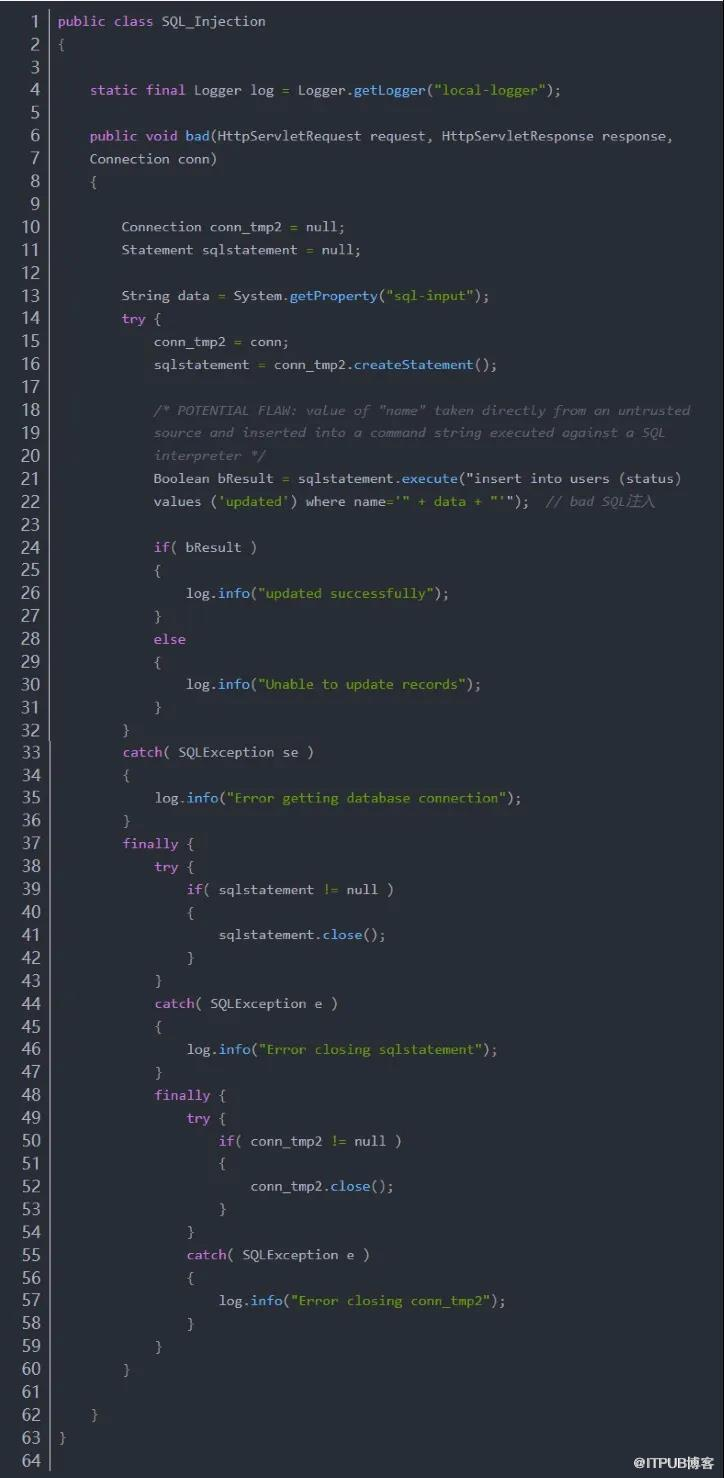 1 public class SQL_Injection
2 {
3
4 static final Logger log = Logger.getLogger("local-logger");
5
6 public void bad(HttpServletRequest request, HttpServletResponse response,
7 Connection conn)
8 {
9
10 Connection conn_tmp2 = null;
11 Statement sqlstatement = null;
12
13 String data = System.getProperty("sql-input");
14 try {
15 conn_tmp2 = conn;
16 sqlstatement = conn_tmp2.createStatement();
17
18 /* POTENTIAL FLAW: value of "name" taken directly from an untrusted
19 source and inserted into a command string executed against a SQL
20 interpreter */
21 Boolean bResult = sqlstatement.execute("insert into users (status)
22 values ('updated') where name='" + data + "'"); // bad SQL注入
23
24 if( bResult )
25 {
26 log.info("updated successfully");
27 }
28 else
29 {
30 log.info("Unable to update records");
31 }
32 }
33 catch( SQLException se )
34 {
35 log.info("Error getting database connection");
36 }
37 finally {
38 try {
39 if( sqlstatement != null )
40 {
41 sqlstatement.close();
42 }
43 }
44 catch( SQLException e )
45 {
46 log.info("Error closing sqlstatement");
47 }
48 finally {
49 try {
50 if( conn_tmp2 != null )
51 {
52 conn_tmp2.close();
53 }
54 }
55 catch( SQLException e )
56 {
57 log.info("Error closing conn_tmp2");
58 }
59 }
60 }
61
62 }
63 }
64
@ITPUB博客